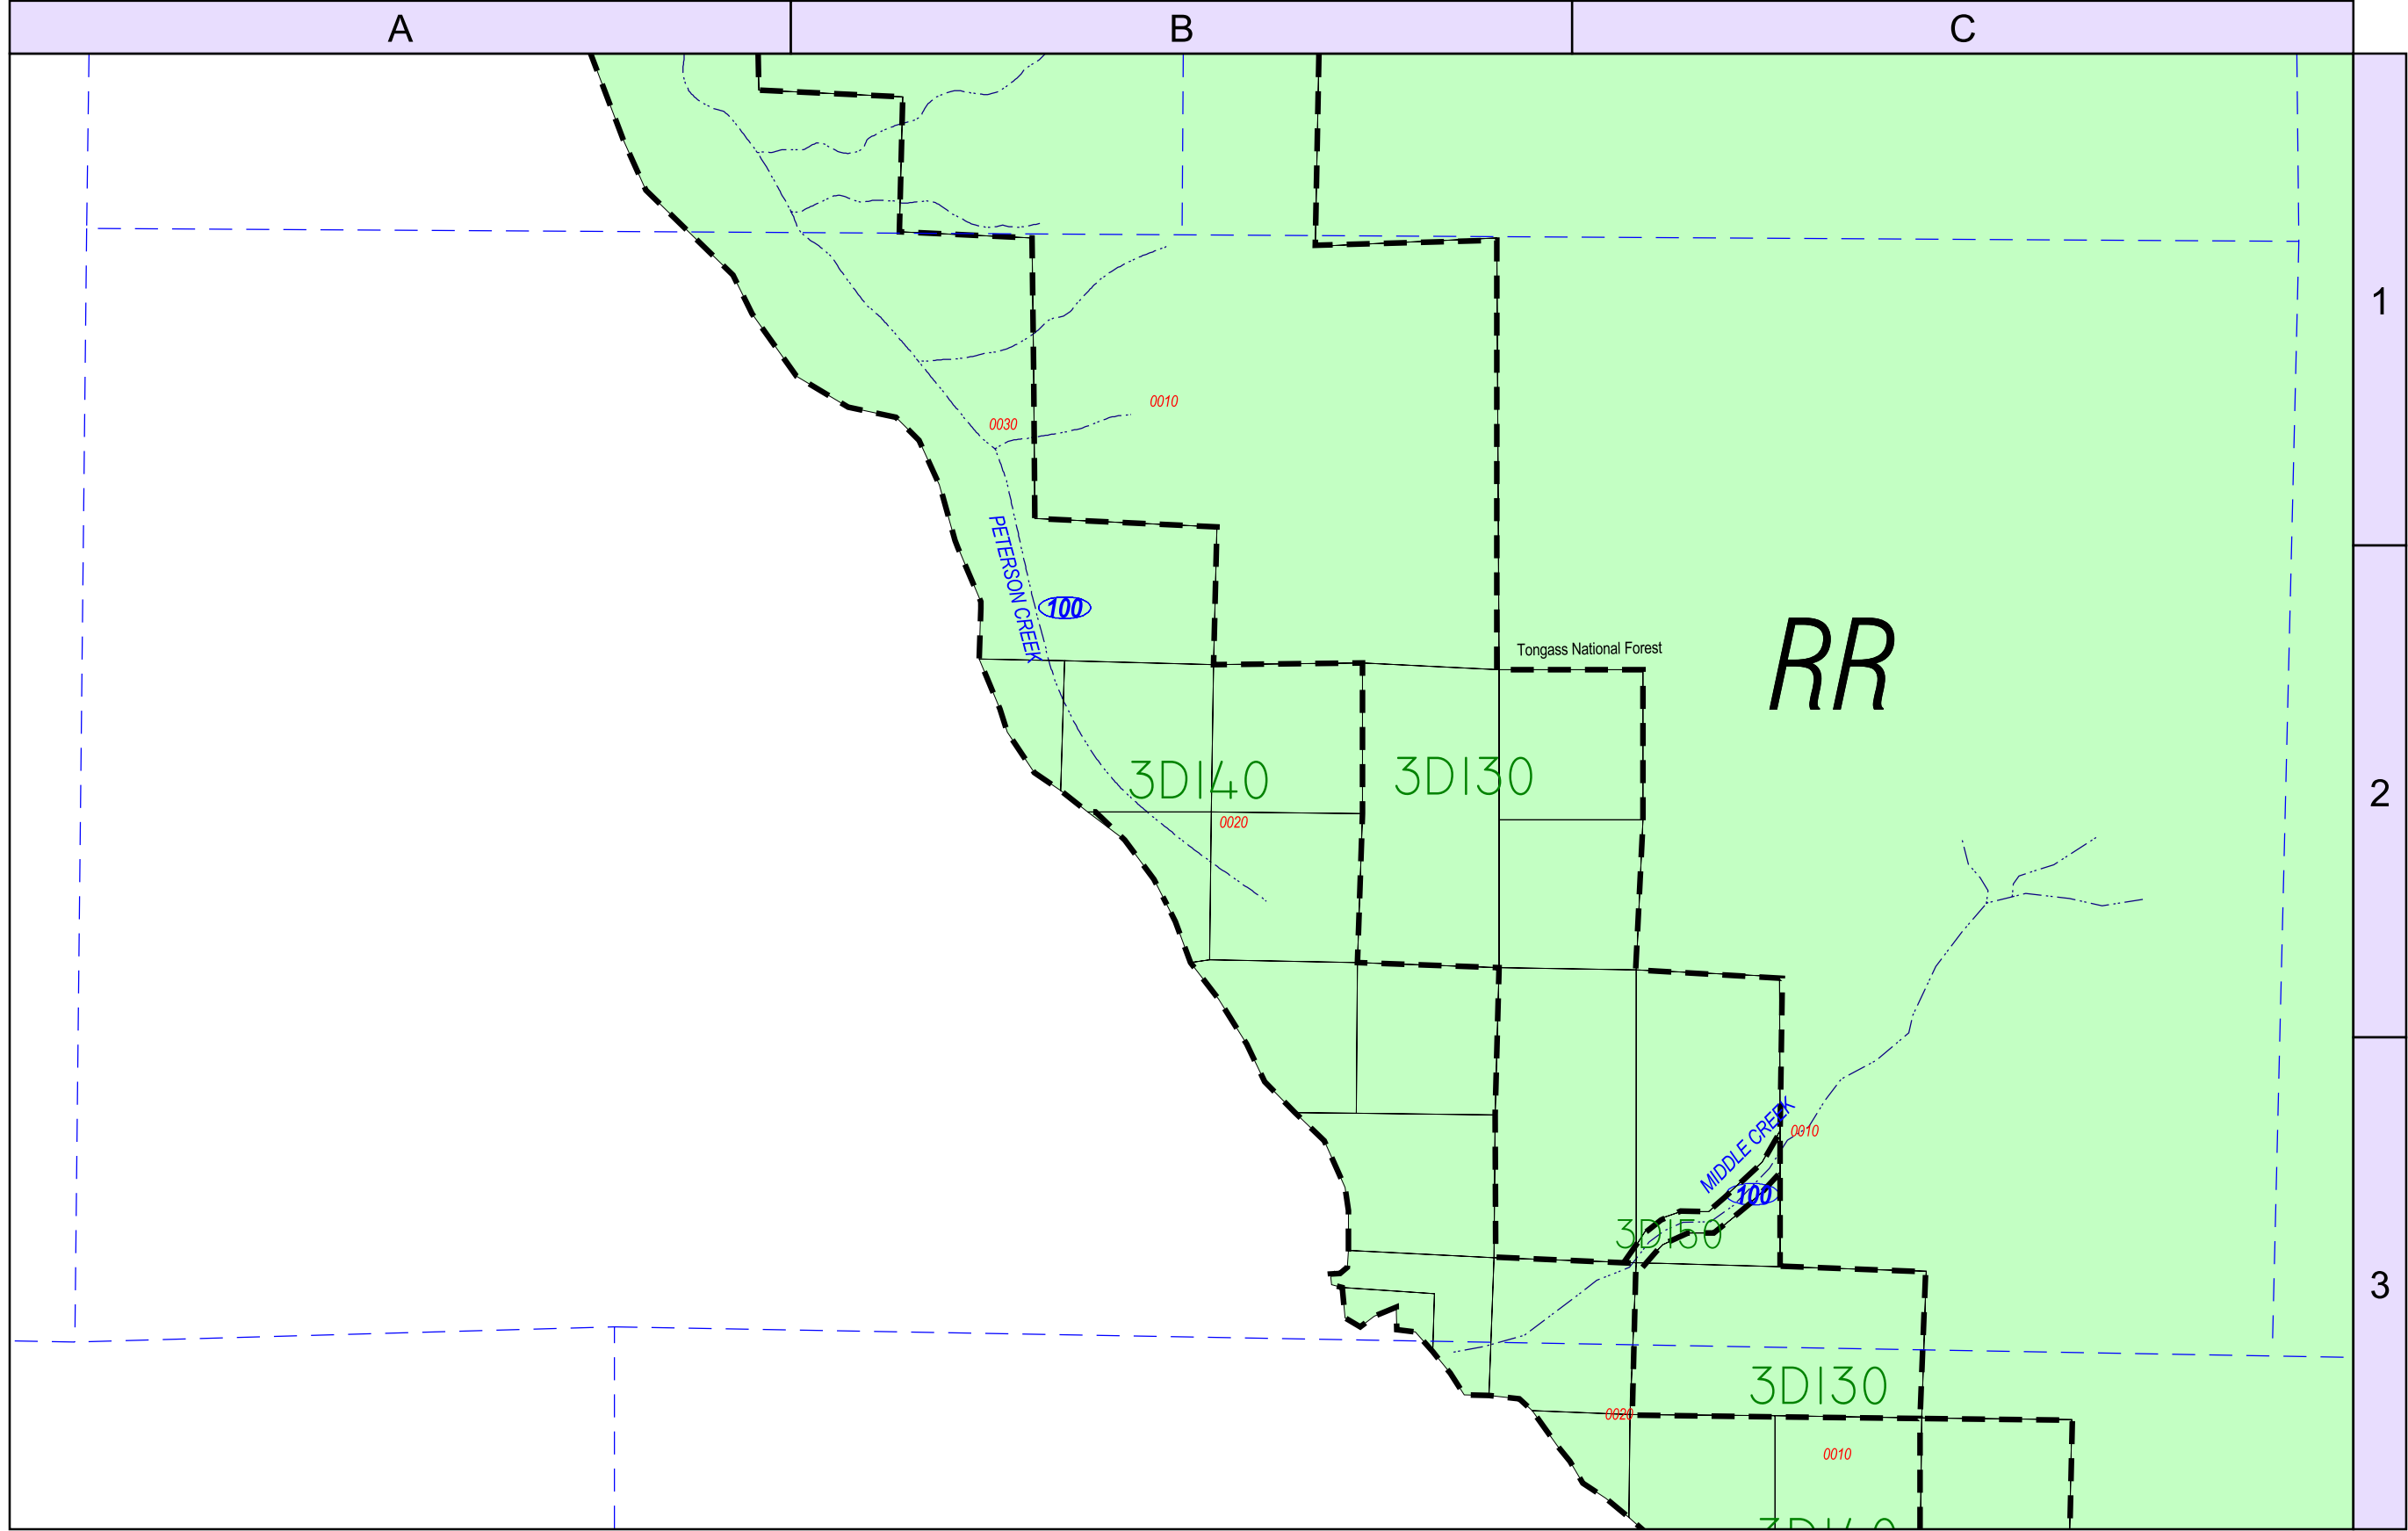 A B C
1
0010
0030
PETERSON CREEK
100
RR
Tongass National Forest
3D130
3D140
2
0020
MIDDLE CREEK
0010
100
3D150
3
3D130
0020
0010